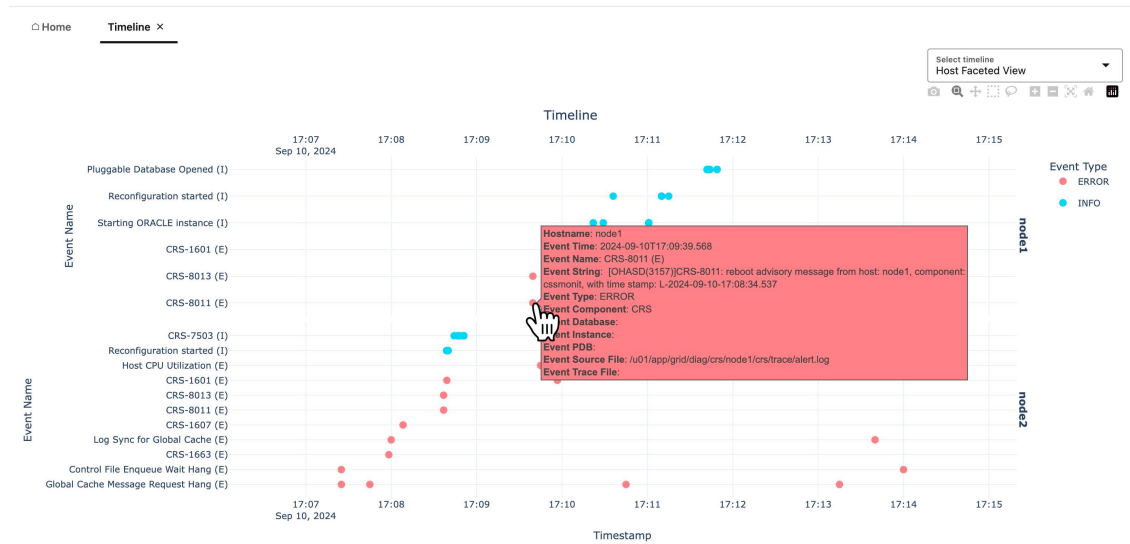 Home
Timeline ×
Select timeline
Host Faceted View
Timeline
17:07 17:08 17:09 17:10 17:11 17:12 17:13 17:14 17:15
Sep 10, 2024
Event Type
ERROR
INFO
Event Name
node1
Pluggable Database Opened (I)
Reconfiguration started (I)
Starting ORACLE instance (I)
CRS-1601 (E)
CRS-8013 (E)
CRS-8011 (E)
Hostname: node1
Event Time: 2024-09-10T17:09:39.568
Event Name: CRS-8011 (E)
Event String: [OHASD(3157)]CRS-8011: reboot advisory message from host: node1, component:
cssmonit, with time stamp: L-2024-09-10-17:08:34.537
Event Type: ERROR
Event Component: CRS
Database:
Instance:
Event PDB:
Event Source File: /u01/app/grid/diag/crs/node1/crs/trace/alert.log
Event Trace File:
Event Name
node2
CRS-7503 (I)
Reconfiguration started (I)
Host CPU Utilization (E)
CRS-1601 (E)
CRS-8013 (E)
CRS-8011 (E)
CRS-1607 (E)
Log Sync for Global Cache (E)
CRS-1663 (E)
Control File Enqueue Wait Hang (E)
Global Cache Message Request Hang (E)
17:07 17:08 17:09 17:10 17:11 17:12 17:13 17:14 17:15
Sep 10, 2024
Timestamp